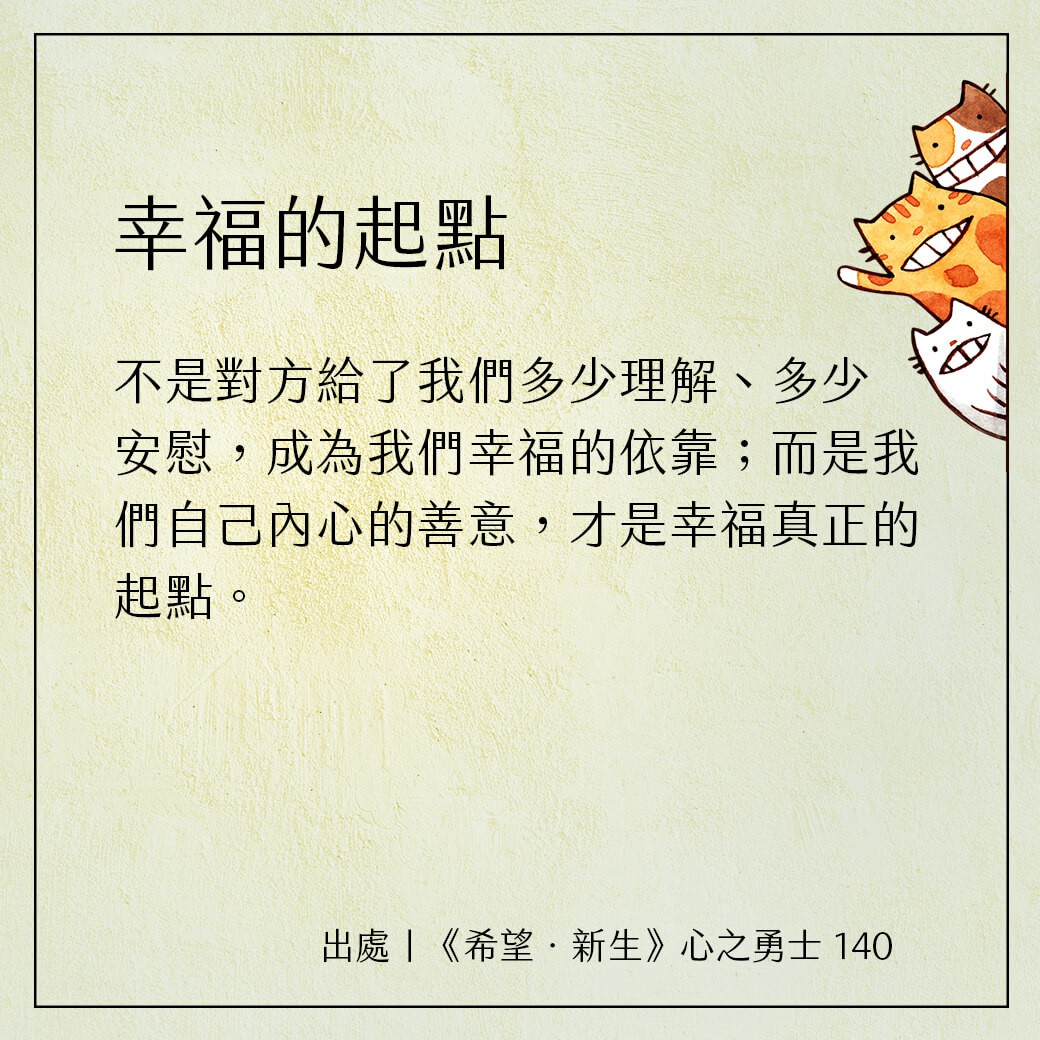 幸福的起點
不是對方給了我們多少理解、多少
安慰，成為我們幸福的依靠；而是我
們自己內心的善意，才是幸福真正的
起點。
出處｜《希望．新生》心之勇士 140